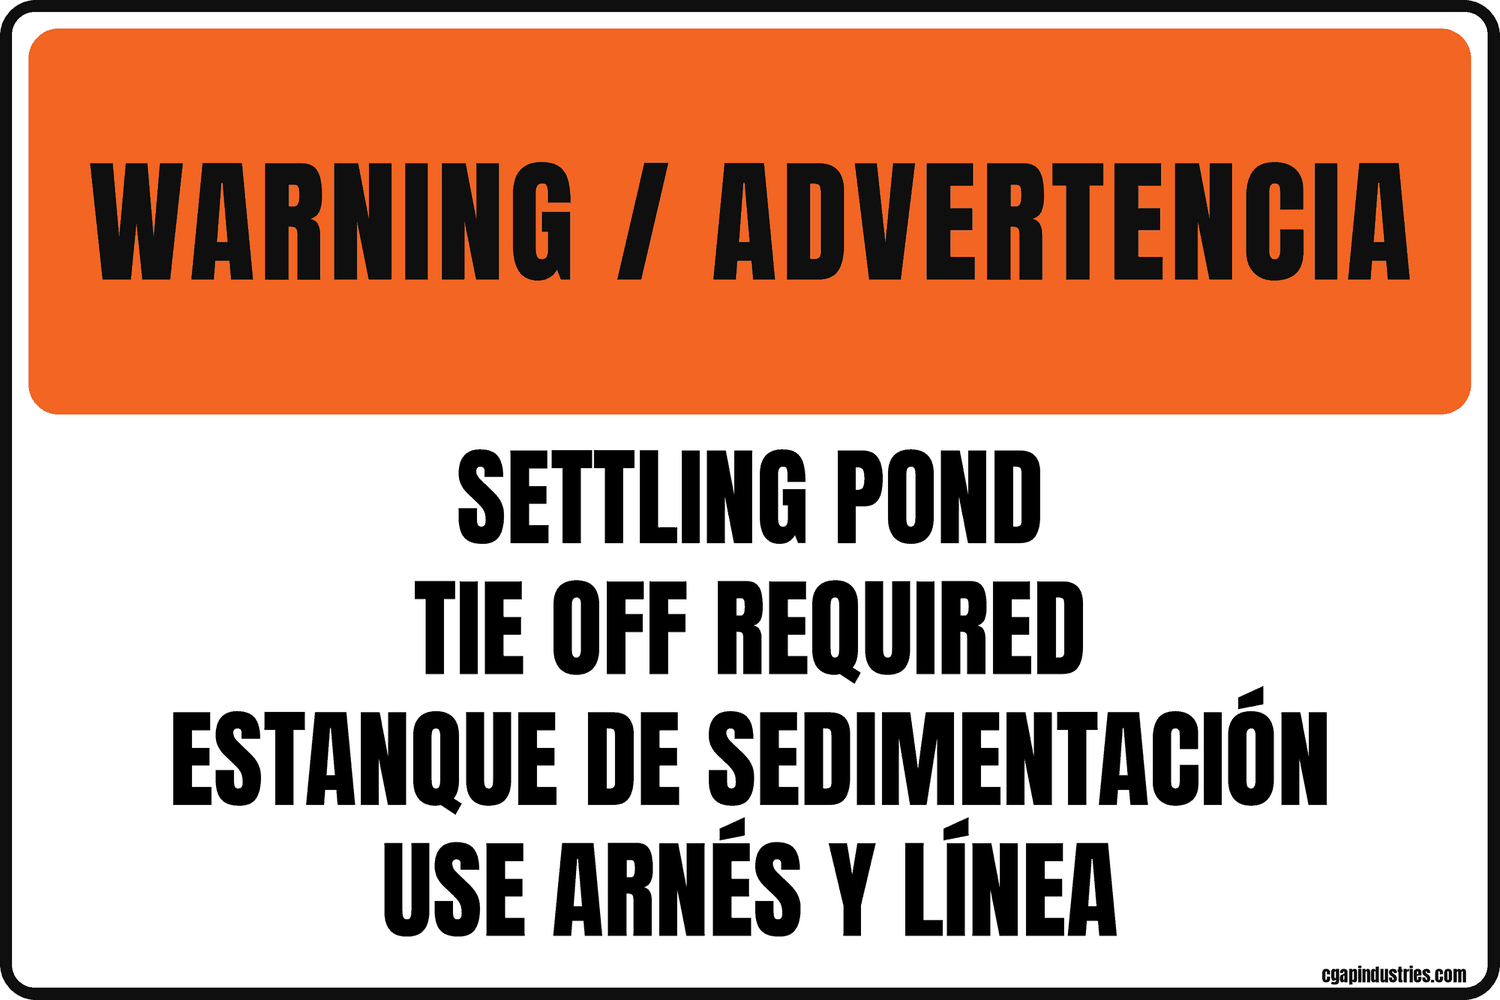 WARNING / ADVERTENCIA
SETTLING POND
TIE OFF REQUIRED
ESTANQUE DE SEDIMENTACIÓN
USE ARNÉS Y LÍNEA
cgapindustries.com